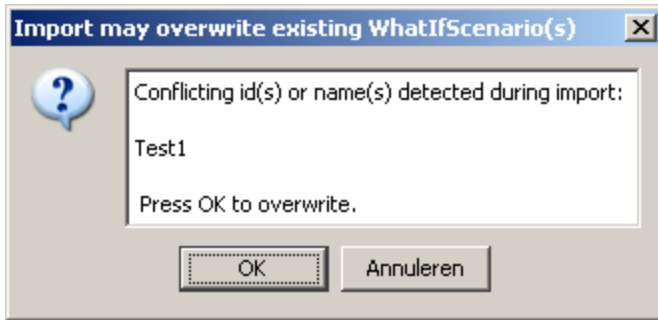 Import may overwrite existing WhatIfScenario(s)
Conflicting id(s) or name(s) detected during import:
Test1
Press OK to overwrite.
OK
Annuleren